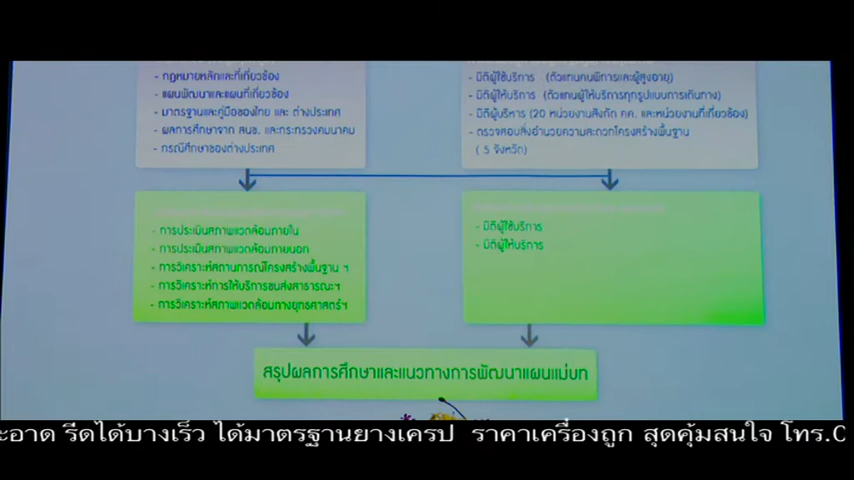 - กฎหมายหลักและที่เกี่ยวข้อง
- แผนพัฒนาและแผนที่เกี่ยวข้อง
- มาตรฐานและคู่มือของไทย และ ต่างประเทศ
- ผลการศึกษาจาก สนข. และกระทรวงคมนาคม
- กรณีศึกษาของต่างประเทศ
- มิติผู้ใช้บริการ (ตัวแทนคนพิการและผู้สูงอายุ)
- มิติผู้ให้บริการ (ตัวแทนผู้ให้บริการทุกรูปแบบการเดินทาง)
- มิติผู้บริหาร (20 หน่วยงานสังกัด คค. และหน่วยงานที่เกี่ยวข้อง)
- ตรวจสอบสิ่งอำนวยความสะดวกโครงสร้างพื้นฐาน
( 5 จังหวัด)
- การประเมินสภาพแวดล้อมภายใน
- การประเมินสภาพแวดล้อมภายนอก
- การวิเคราะห์สถานการณ์โครงสร้างพื้นฐาน ฯ
- การวิเคราะห์การให้บริการขนส่งสาธารณะฯ
- การวิเคราะห์สภาพแวดล้อมทางยุทธศาสตร์ฯ
- มิติผู้ใช้บริการ
- มิติผู้ให้บริการ
สรุปผลการศึกษาและแนวทางการพัฒนาแผนแม่บท
ะอาด รีดได้บางเร็ว ได้มาตรฐานยางเครป ราคาเครื่องถูก สุดคุ้มสนใจ โทร.0